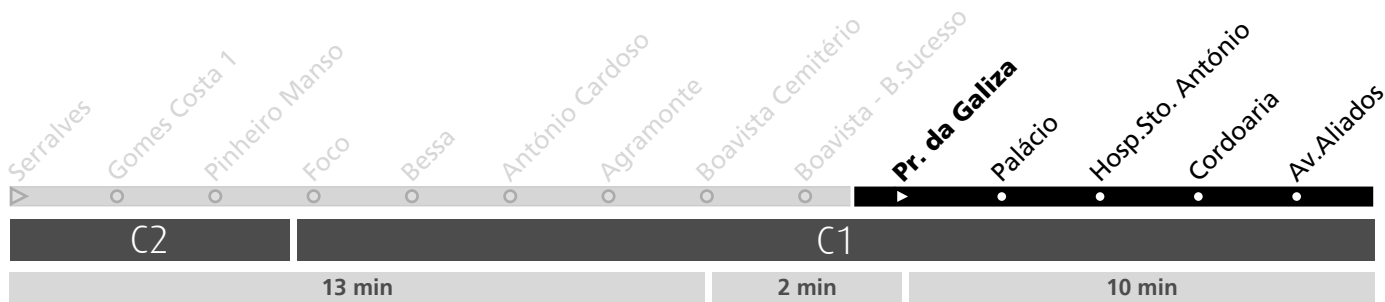 Serralves
Gomes Costa 1
Pinheiro Manso
Foco
Bessa
António Cardoso
Agramonte
Boavista Cemitério
Boavista - B.Sucesso
Pr. da Galiza
Palácio
Hosp.Sto. António
Cordoaria
Av.Aliados
C2 C1
13 min 2 min 10 min